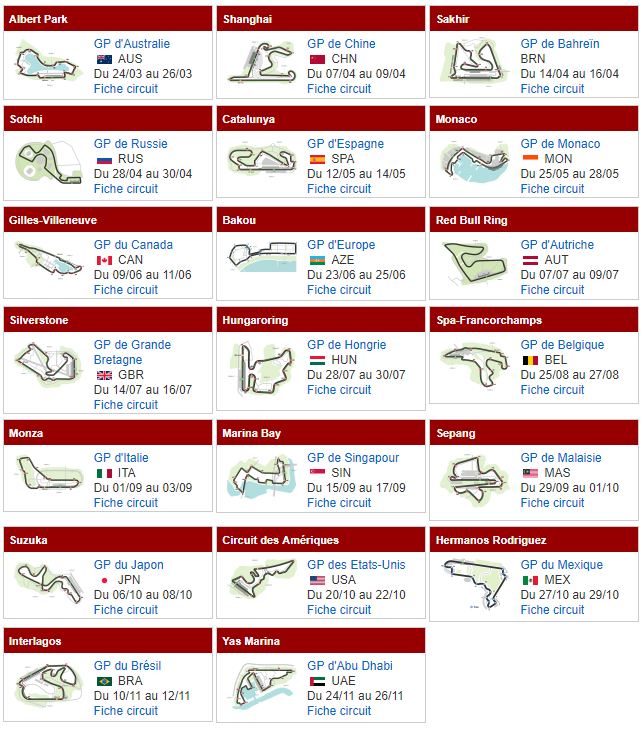 Albert Park
GP d'Australie
AUS
Du 24/03 au 26/03
Fiche circuit
Shanghai
GP de Chine
CHN
Du 07/04 au 09/04
Fiche circuit
Sakhir
GP de Bahreïn
BRN
Du 14/04 au 16/04
Fiche circuit
Sotchi
GP de Russie
RUS
Du 28/04 au 30/04
Fiche circuit
Catalunya
GP d'Espagne
SPA
Du 12/05 au 14/05
Fiche circuit
Monaco
GP de Monaco
MON
Du 25/05 au 28/05
Fiche circuit
Gilles-Villeneuve
GP du Canada
CAN
Du 09/06 au 11/06
Fiche circuit
Bakou
GP d'Europe
AZE
Du 23/06 au 25/06
Fiche circuit
Red Bull Ring
GP d'Autriche
AUT
Du 07/07 au 09/07
Fiche circuit
Silverstone
GP de Grande
Bretagne
GBR
Du 14/07 au 16/07
Fiche circuit
Hungaroring
GP de Hongrie
HUN
Du 28/07 au 30/07
Fiche circuit
Spa-Francorchamps
GP de Belgique
BEL
Du 25/08 au 27/08
Fiche circuit
Monza
GP d'Italie
ITA
Du 01/09 au 03/09
Fiche circuit
Marina Bay
GP de Singapour
SIN
Du 15/09 au 17/09
Fiche circuit
Sepang
GP de Malaisie
MAS
Du 29/09 au 01/10
Fiche circuit
Suzuka
GP du Japon
JPN
Du 06/10 au 08/10
Fiche circuit
Circuit des Amériques
GP des Etats-Unis
USA
Du 20/10 au 22/10
Fiche circuit
Hermanos Rodriguez
GP du Mexique
MEX
Du 27/10 au 29/10
Fiche circuit
Interlagos
GP du Brésil
BRA
Du 10/11 au 12/11
Fiche circuit
Yas Marina
GP d'Abu Dhabi
UAE
Du 24/11 au 26/11
Fiche circuit